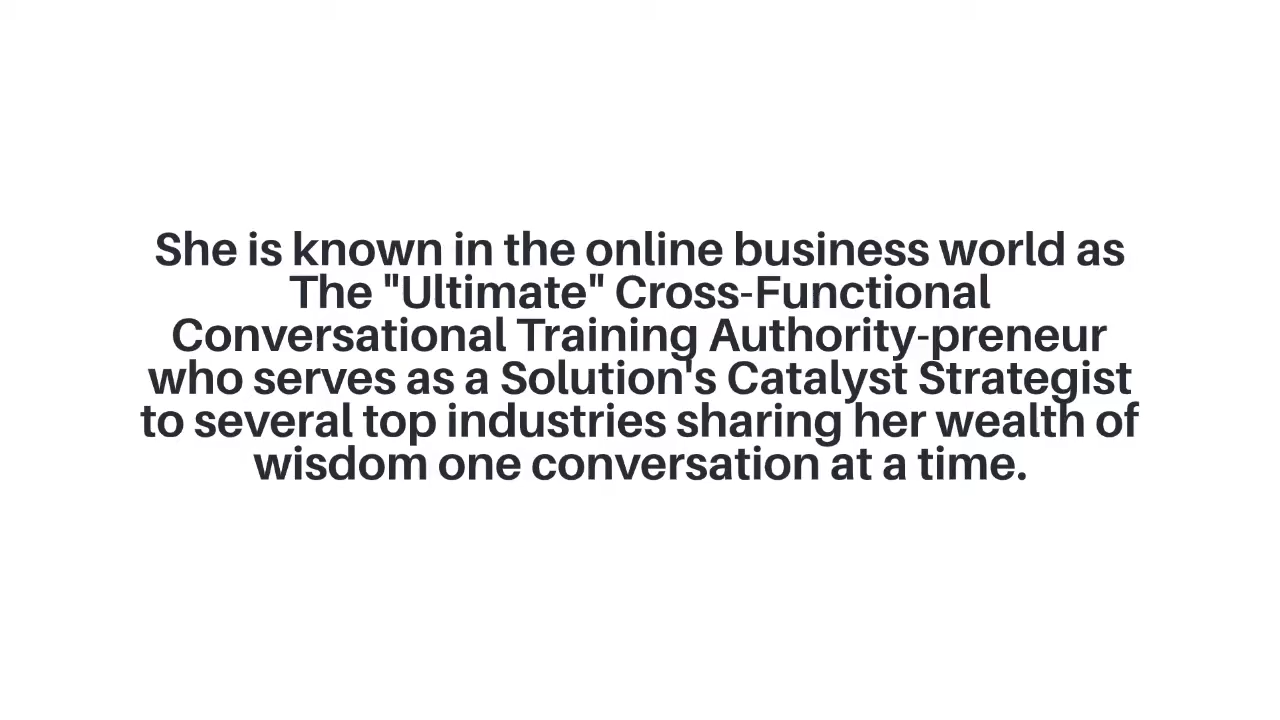 She is known in the online business world as
The "Ultimate" Cross-Functional
Conversational Training Authority-preneur
who serves as a Solution's Catalyst Strategist
to several top industries sharing her wealth of
wisdom one conversation at a time.